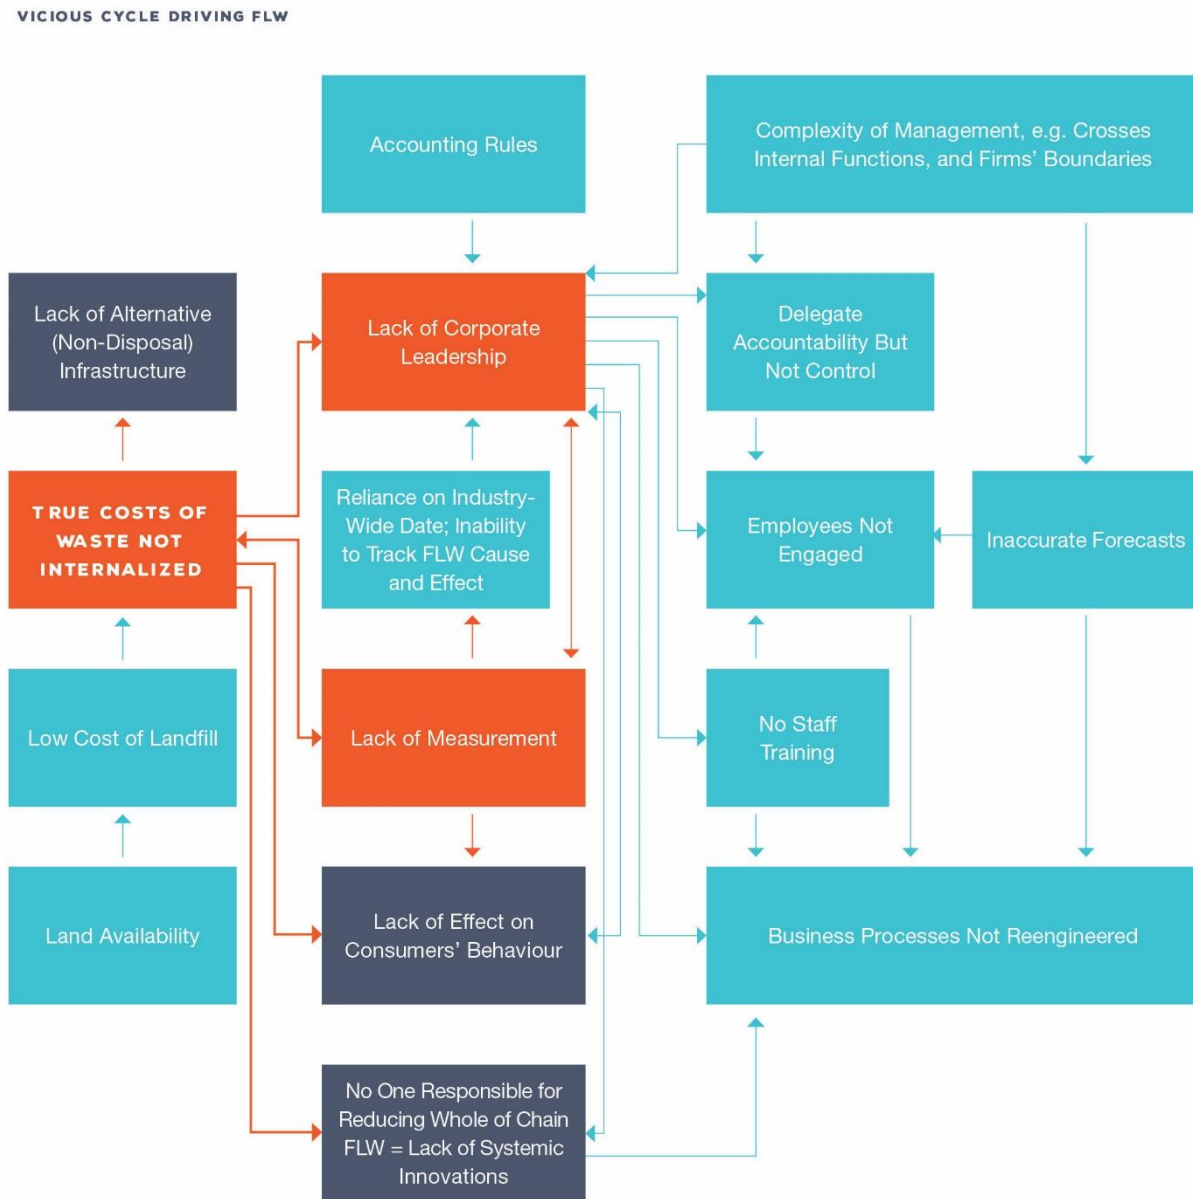 VICIOUS CYCLE DRIVING FLW
Accounting Rules
Complexity of Management, e.g. Crosses
Internal Functions, and Firms' Boundaries
Lack of Alternative
(Non-Disposal)
Infrastructure
Lack of Corporate
Leadership
Delegate
Accountability But
Not Control
TRUE COSTS OF
WASTE NOT
INTERNALIZED
Reliance on Industry-
Wide Date; Inability
to Track FLW Cause
and Effect
Employees Not
Engaged
Inaccurate Forecasts
Low Cost of Landfill
Lack of Measurement
No Staff
Training
Land Availability
Lack of Effect on
Consumers' Behaviour
Business Processes Not Reengineered
No One Responsible for
Reducing Whole of Chain
FLW = Lack of Systemic
Innovations